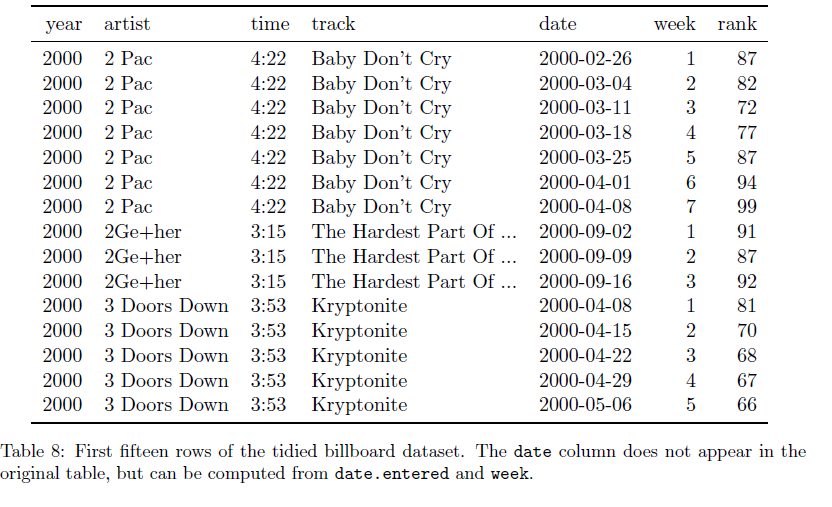 year artist time track date week rank
2000 2 Pac 4:22 Baby Don't Cry 2000-02-26 1 87
2000 2 Pac 4:22 Baby Don't Cry 2000-03-04 2 82
2000 2 Pac 4:22 Baby Don't Cry 2000-03-11 3 72
2000 2 Pac 4:22 Baby Don't Cry 2000-03-18 4 77
2000 2 Pac 4:22 Baby Don't Cry 2000-03-25 5 87
2000 2 Pac 4:22 Baby Don't Cry 2000-04-01 6 94
2000 2 Pac 4:22 Baby Don't Cry 2000-04-08 7 99
2000 2Ge+her 3:15 The Hardest Part Of ... 2000-09-02 1 91
2000 2Ge+her 3:15 The Hardest Part Of ... 2000-09-09 2 87
2000 2Ge+her 3:15 The Hardest Part Of ... 2000-09-16 3 92
2000 3 Doors Down 3:53 Kryptonite 2000-04-08 1 81
2000 3 Doors Down 3:53 Kryptonite 2000-04-15 2 70
2000 3 Doors Down 3:53 Kryptonite 2000-04-22 3 68
2000 3 Doors Down 3:53 Kryptonite 2000-04-29 4 67
2000 3 Doors Down 3:53 Kryptonite 2000-05-06 5 66
Table 8: First fifteen rows of the tidied billboard dataset. The date column does not appear in the
original table, but can be computed from date.entered and week.